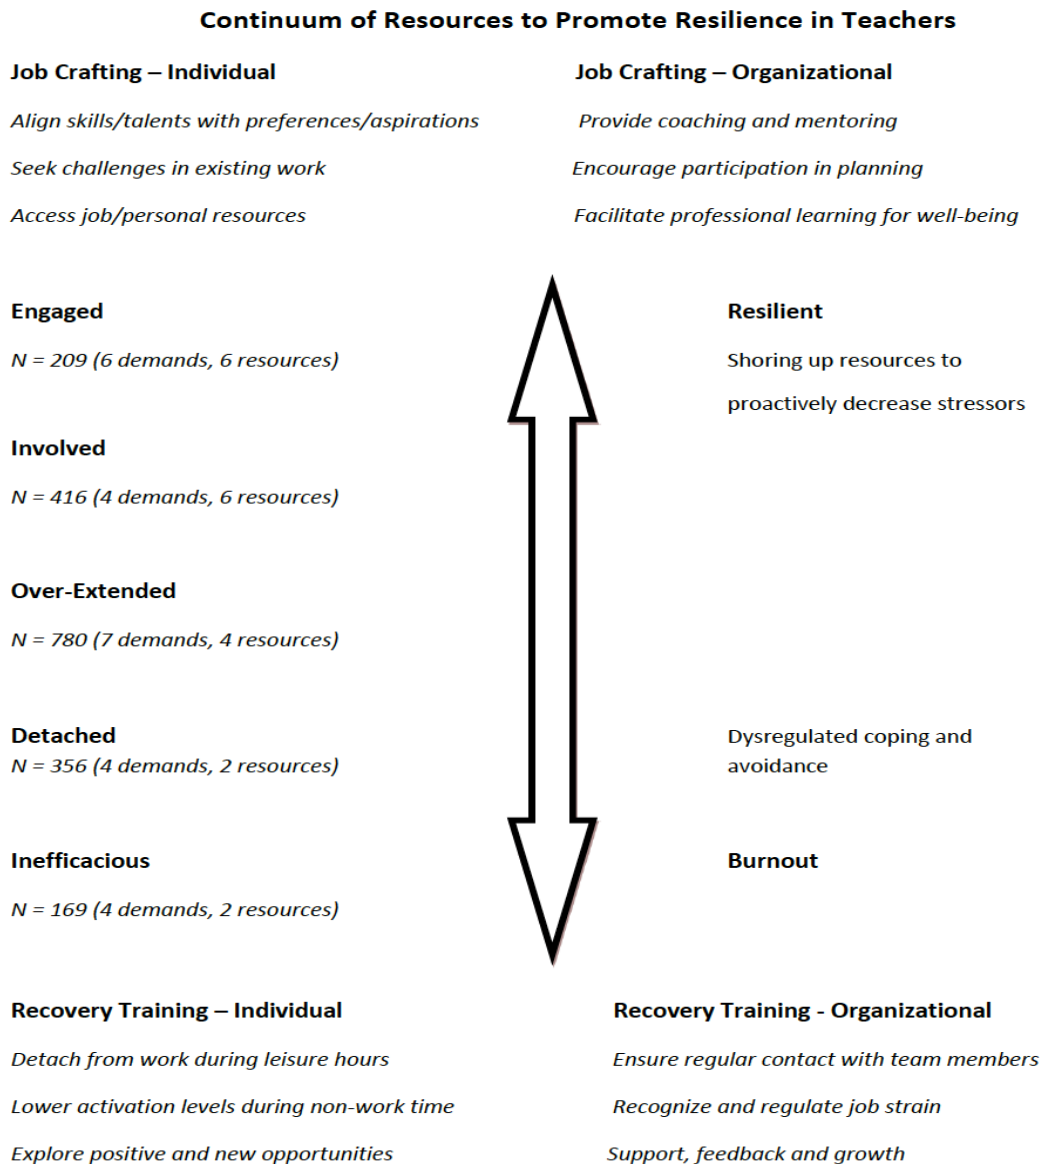 Continuum of Resources to Promote Resilience in Teachers
Job Crafting – Individual
Align skills/talents with preferences/aspirations
Seek challenges in existing work
Access job/personal resources
Job Crafting – Organizational
Provide coaching and mentoring
Encourage participation in planning
Facilitate professional learning for well-being
Engaged
N = 209 (6 demands, 6 resources)
Involved
N = 416 (4 demands, 6 resources)
Over-Extended
N = 780 (7 demands, 4 resources)
Detached
N = 356 (4 demands, 2 resources)
Inefficacious
N = 169 (4 demands, 2 resources)
Resilient
Shoring up resources to
proactively decrease stressors
Dysregulated coping and
avoidance
Burnout
Recovery Training – Individual
Detach from work during leisure hours
Lower activation levels during non-work time
Explore positive and new opportunities
Recovery Training - Organizational
Ensure regular contact with team members
Recognize and regulate job strain
Support, feedback and growth